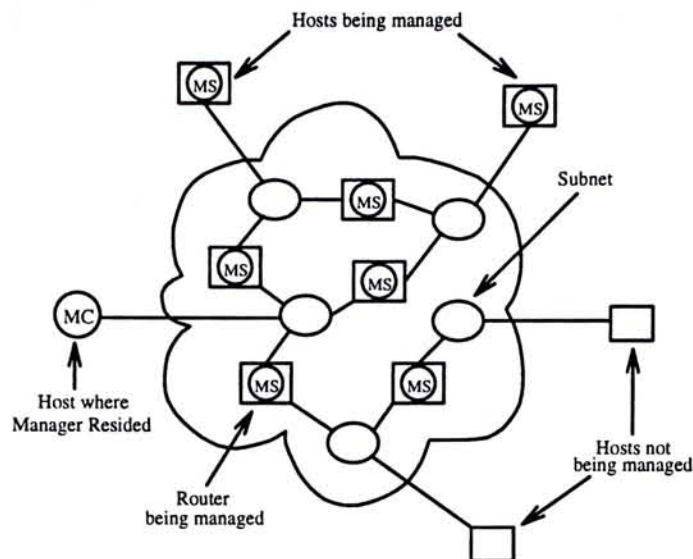 Hosts being managed
MS
MS
Subnet
MS
MS
MS
MC
MS
MS
Host where
Manager Resided
Hosts not
being managed
Router
being managed